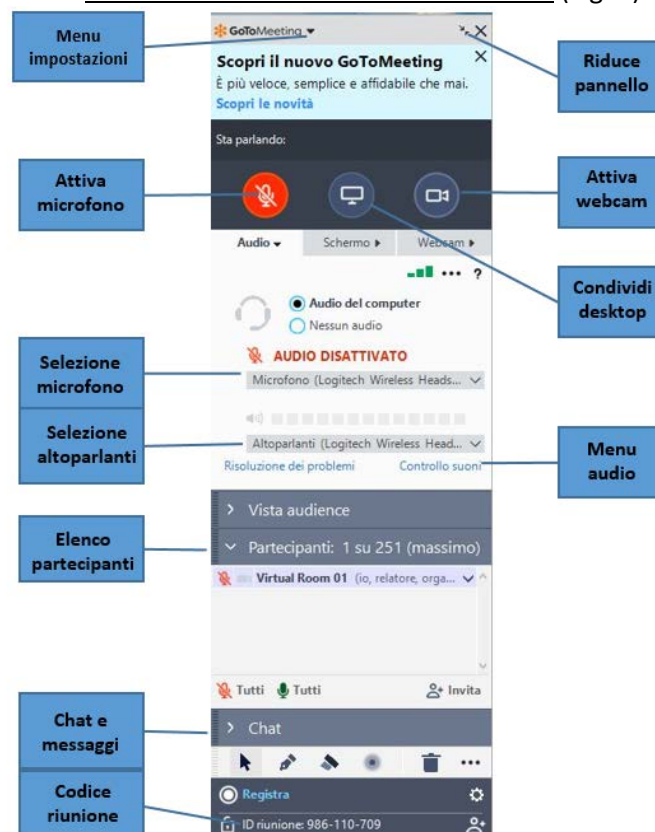 Menu
impostazioni
GoToMeeting
Riduce
pannello
Scopri il nuovo GoToMeeting
È più veloce, semplice e affidabile che mai.
Scopri le novità
Sta parlando:
Attiva
microfono
Attiva
webcam
Audio
Schermo
Webcam
?
Condividi
desktop
Audio del computer
Nessun audio
AUDIO DISATTIVATO
Selezione
microfono
Microfono (Logitech Wireless Heads...
Selezione
altoparlanti
Altoparlanti (Logitech Wireless Head...
Risoluzione dei problemi
Controllo suoni
Menu
audio
Vista audience
Elenco
partecipanti
Partecipanti: 1 su 251 (massimo)
Virtual Room 01 (io, relatore, orga...
Tutti
Tutti
Invita
Chat e
messaggi
Chat
Registra
Codice
riunione
ID riunione: 986-110-709